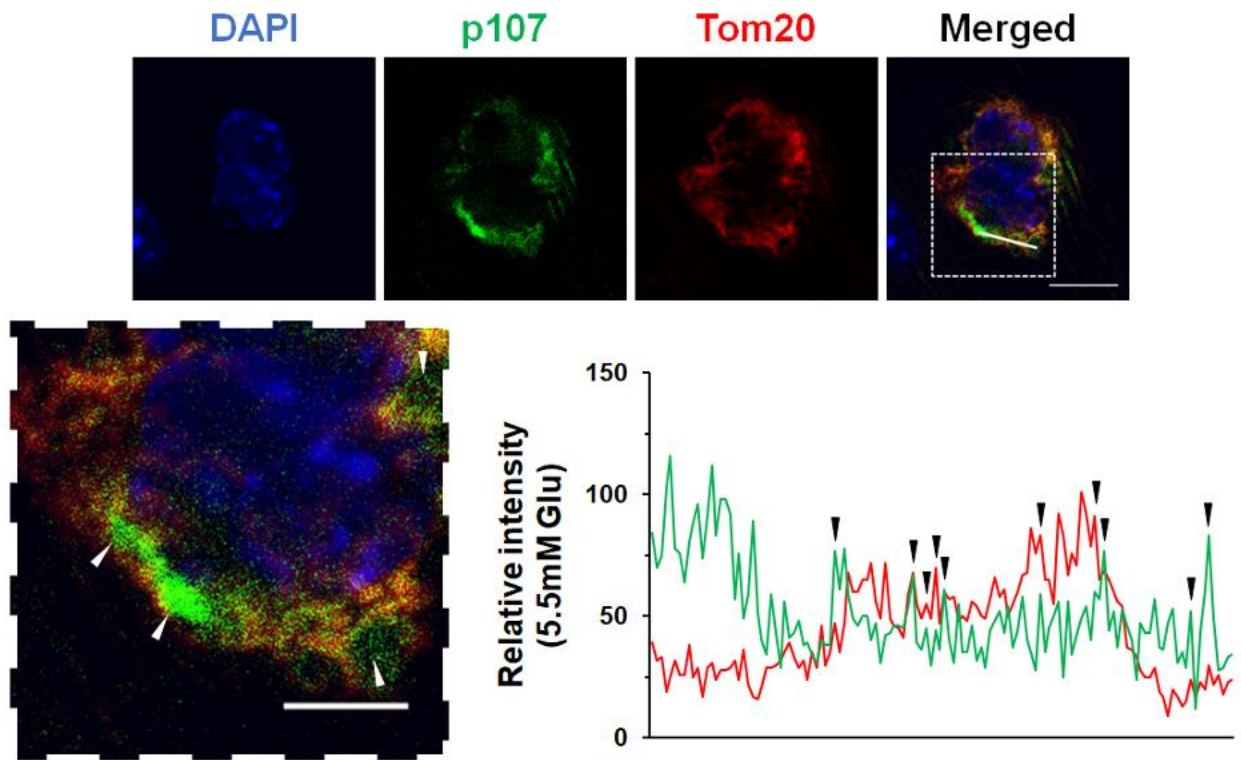 DAPI p107 Tom20 Merged
Relative intensity
(5.5mM Glu)
150
100
50
0